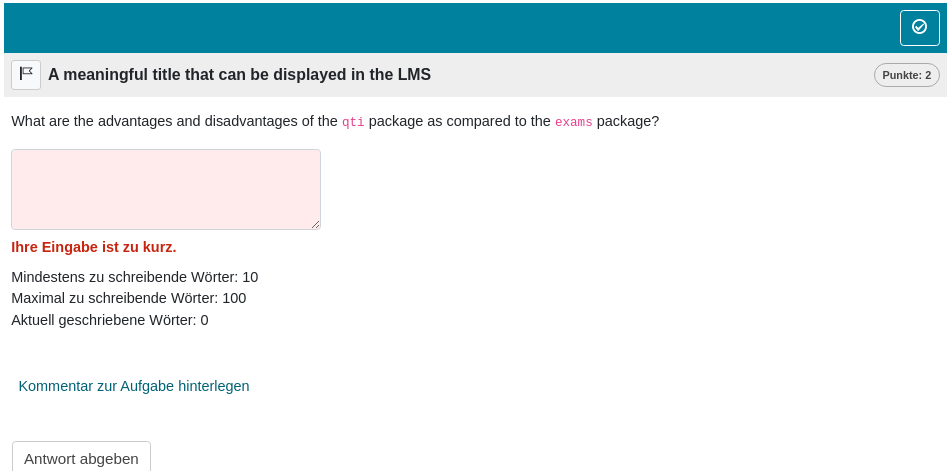 A meaningful title that can be displayed in the LMS
Punkte: 2
What are the advantages and disadvantages of the qti package as compared to the exams package?
Ihre Eingabe ist zu kurz.
Mindestens zu schreibende Wörter: 10
Maximal zu schreibende Wörter: 100
Aktuell geschriebene Wörter: 0
Kommentar zur Aufgabe hinterlegen
Antwort abgeben